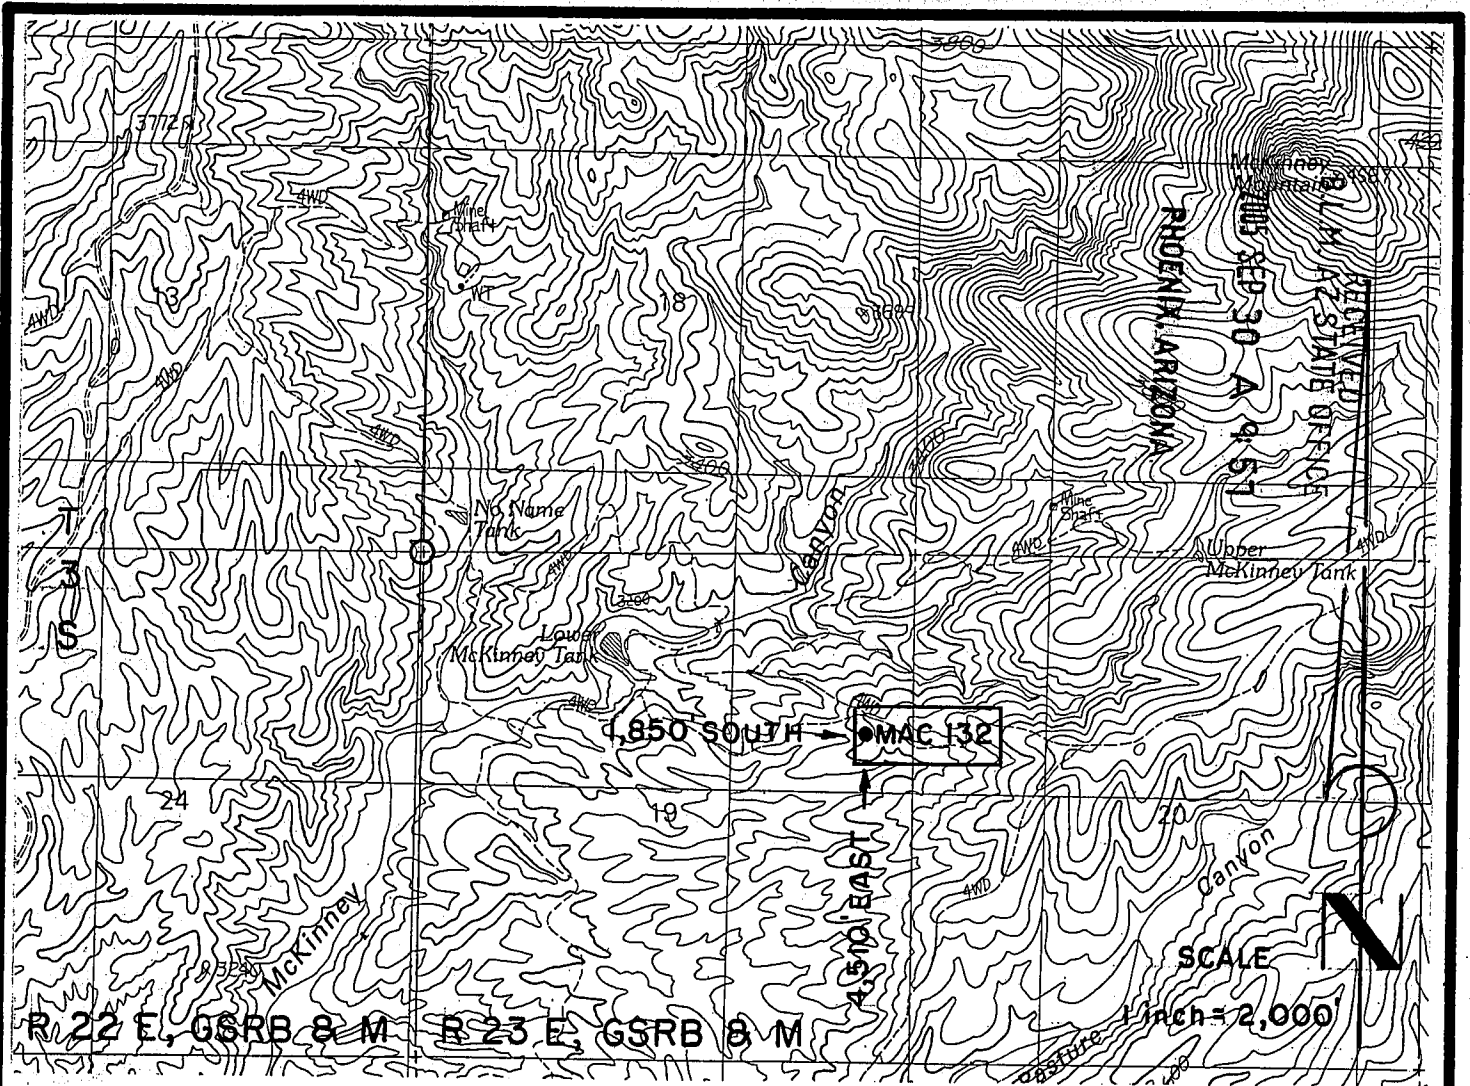 3800
3772
4WD
Mine
Shaft
McKinney
Mountain
13
WT
18
4WD
4WD
4WD
RECEIVED
B.L.M. AZ STATE OFFICE
2005 SEP 30 A 9:57
PHOENIX, ARIZONA
3400
No Name
Tank
Canyon
Mine
Shaft
T
S
4WD
4WD
Upper
McKinney Tank
4WD
3200
Lower
McKinney Tank
4WD
1,850' SOUTH
MAC 132
24
19
20
4,510' EAST
Canyon
4WD
McKinney
SCALE
1 inch = 2,000'
N
R 22 E, GSRB & M
R 23 E, GSRB & M
Pasture